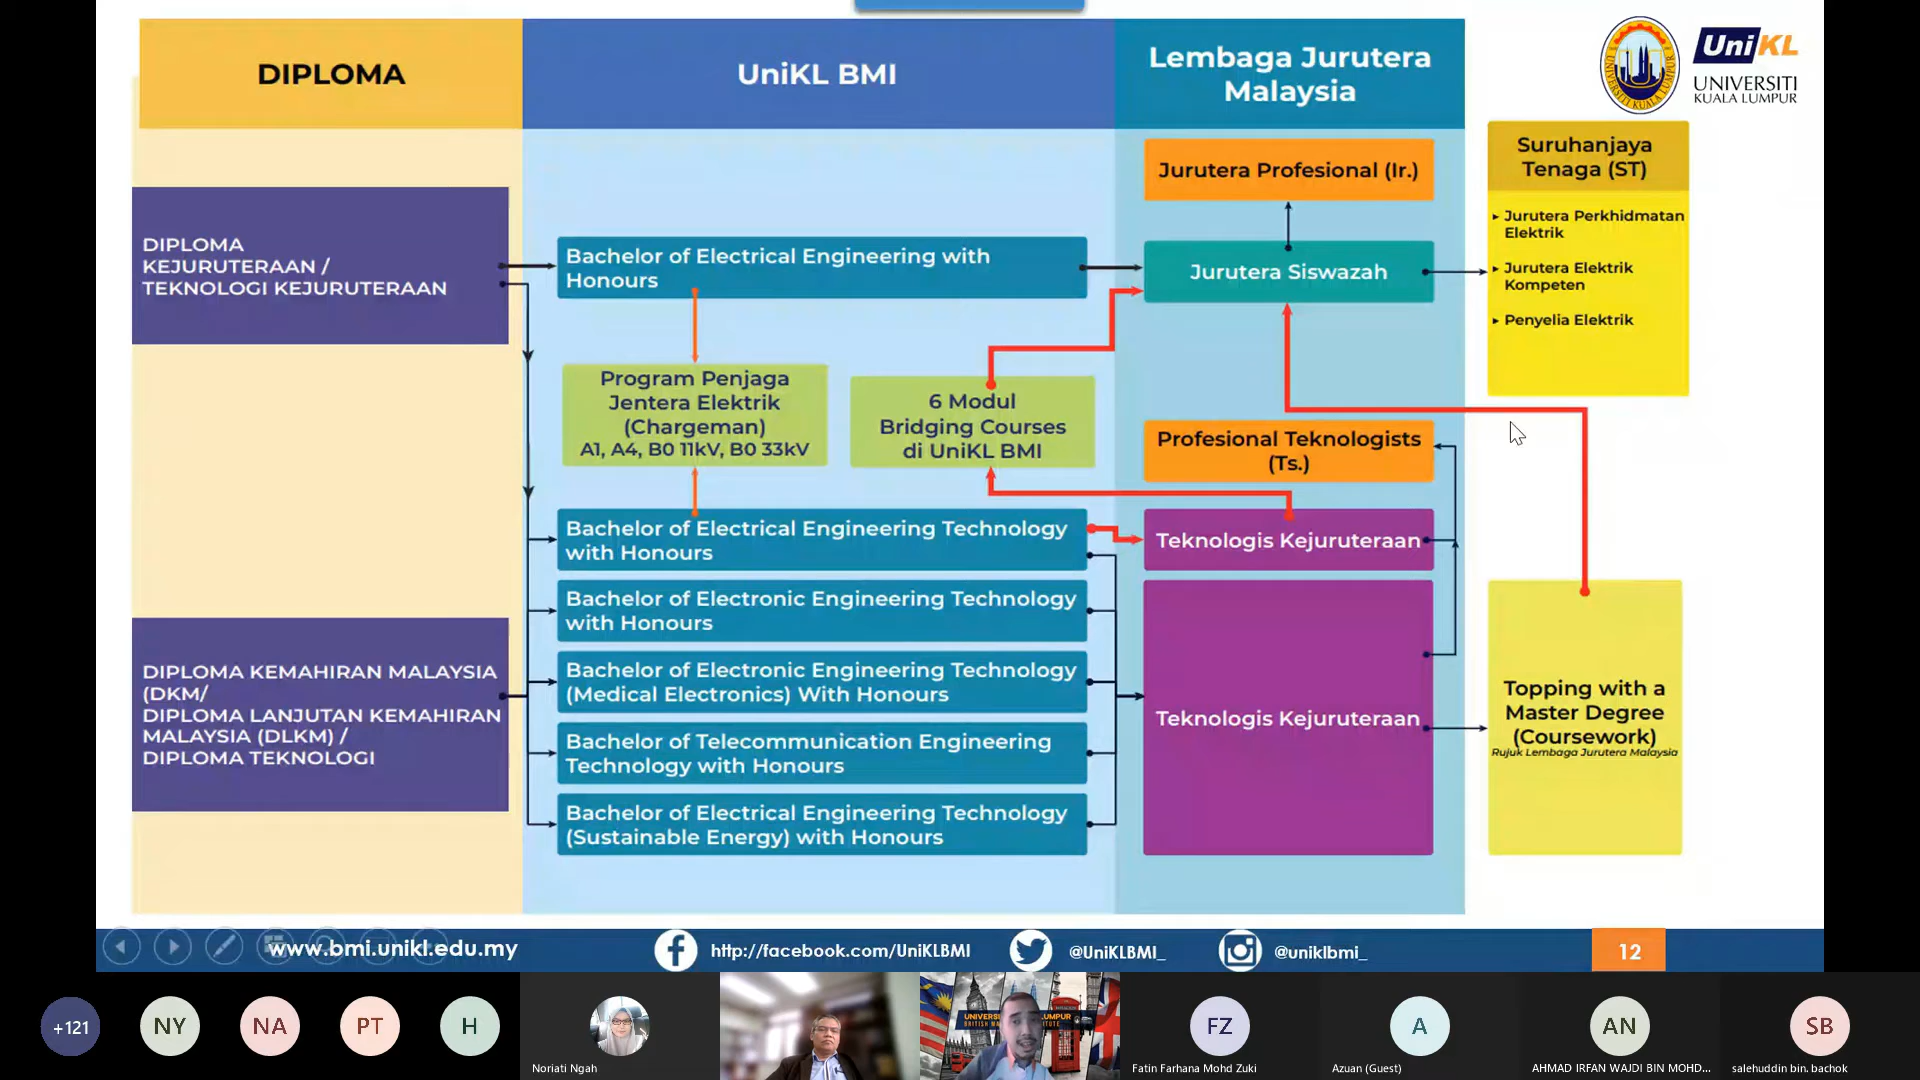 DIPLOMA
UniKL BMI
Lembaga Jurutera
Malaysia
UniKL
UNIVERSITI
KUALA LUMPUR
UNIVERSITI KUALA LUMPUR
DIPLOMA
KEJURUTERAAN /
TEKNOLOGI KEJURUTERAAN
DIPLOMA KEMAHIRAN MALAYSIA
(DKM/
DIPLOMA LANJUTAN KEMAHIRAN
MALAYSIA (DLKM) /
DIPLOMA TEKNOLOGI
Bachelor of Electrical Engineering with
Honours
Program Penjaga
Jentera Elektrik
(Chargeman)
A1, A4, B0 11kV, B0 33kV
6 Modul
Bridging Courses
di UniKL BMI
Bachelor of Electrical Engineering Technology
with Honours
Bachelor of Electronic Engineering Technology
with Honours
Bachelor of Electronic Engineering Technology
(Medical Electronics) With Honours
Bachelor of Telecommunication Engineering
Technology with Honours
Bachelor of Electrical Engineering Technology
(Sustainable Energy) with Honours
Jurutera Profesional (Ir.)
Jurutera Siswazah
Profesional Teknologists
(Ts.)
Teknologis Kejuruteraan
Teknologis Kejuruteraan
Suruhanjaya
Tenaga (ST)
Jurutera Perkhidmatan
Elektrik
Jurutera Elektrik
Kompeten
Penyelia Elektrik
Topping with a
Master Degree
(Coursework)
Rujuk Lembaga Jurutera Malaysia
www.bmi.unikl.edu.my
http://facebook.com/UniKLBMI
@UniKLBMI_
@uniklbmi_
12
+121
NY
NA
PT
H
Noriati Ngah
FZ
Fatin Farhana Mohd Zuki
A
Azuan (Guest)
AN
AHMAD IRFAN WAJDI BIN MOHD...
SB
salehuddin bin. bachok